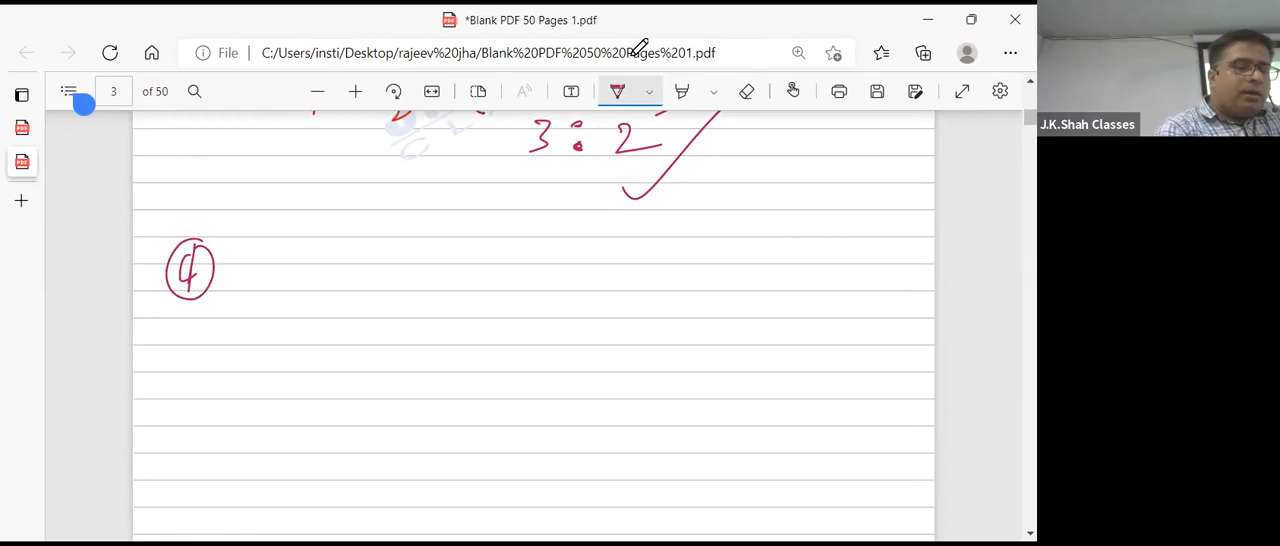 *Blank PDF 50 Pages 1.pdf
File C:/Users/insti/Desktop/rajeev%20jha/Blank%20PDF%2050%20Pages%201.pdf
3 of 50
J.K.Shah Classes
3 : 2
4